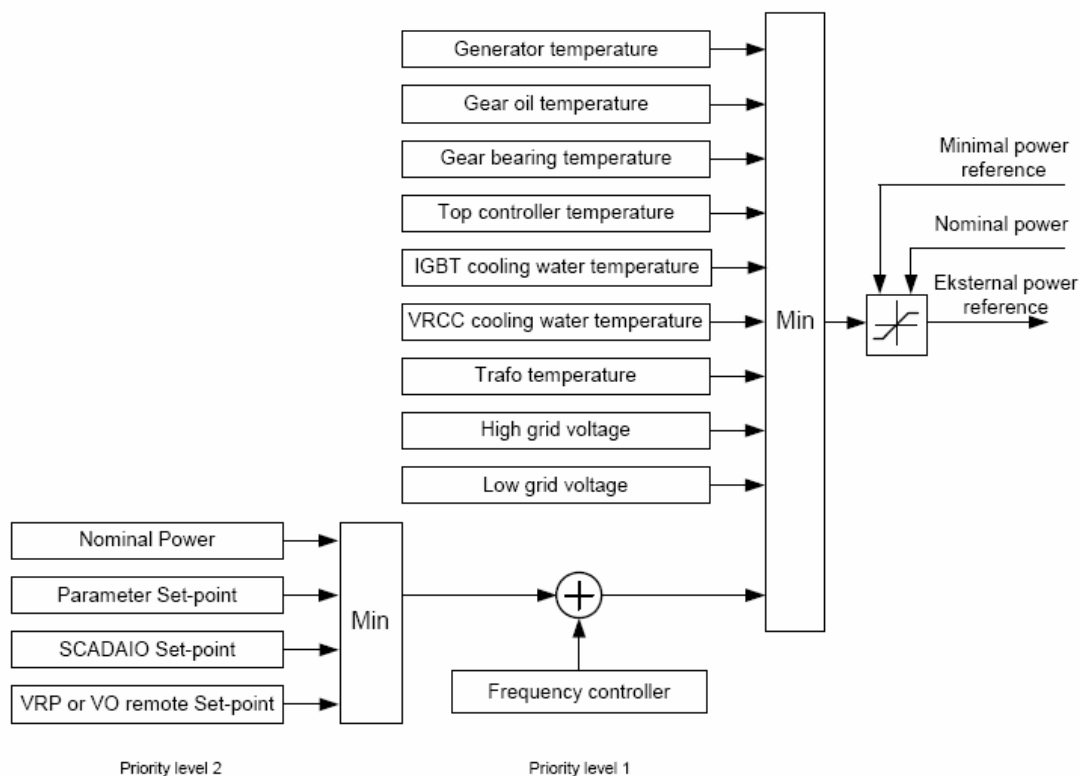 Generator temperature
Gear oil temperature
Gear bearing temperature
Top controller temperature
IGBT cooling water temperature
VRCC cooling water temperature
Trafo temperature
High grid voltage
Low grid voltage
Min
Minimal power
reference
Nominal power
Eksternal power
reference
Nominal Power
Parameter Set-point
SCADAIO Set-point
VRP or VO remote Set-point
Min
Frequency controller
Priority level 2
Priority level 1